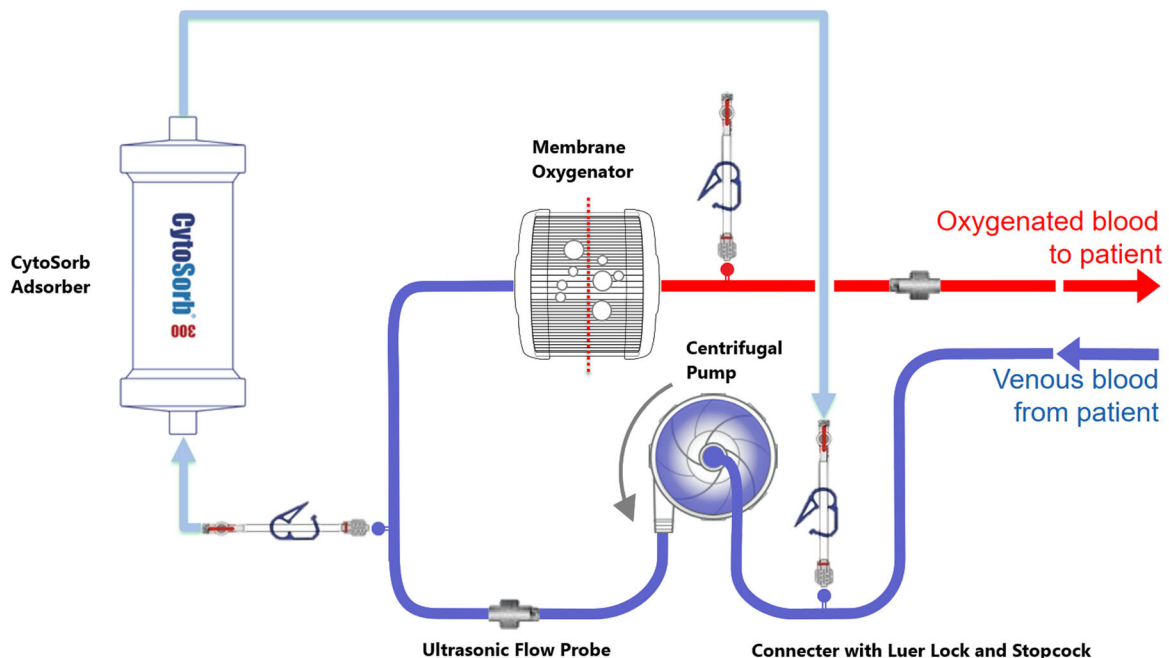 Membrane
Oxygenator
CytoSorb
Adsorber
CytoSorb® 300
Oxygenated blood
to patient
Centrifugal
Pump
Venous blood
from patient
Ultrasonic Flow Probe
Connecter with Luer Lock and Stopcock